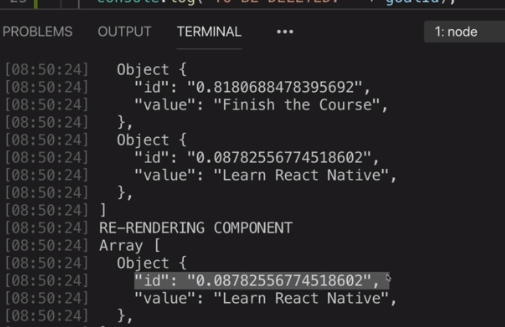 console.log("TO BE DELETED: " + goalId);
PROBLEMS OUTPUT TERMINAL ••• 1: node
[08:50:24] Object {
[08:50:24] "id": "0.8180688478395692",
[08:50:24] "value": "Finish the Course",
[08:50:24] },
[08:50:24] Object {
[08:50:24] "id": "0.08782556774518602",
[08:50:24] "value": "Learn React Native",
[08:50:24] },
[08:50:24] ]
[08:50:24] RE-RENDERING COMPONENT
[08:50:24] Array [
[08:50:24] Object {
[08:50:24] "id": "0.08782556774518602",
[08:50:24] "value": "Learn React Native",
[08:50:24] },